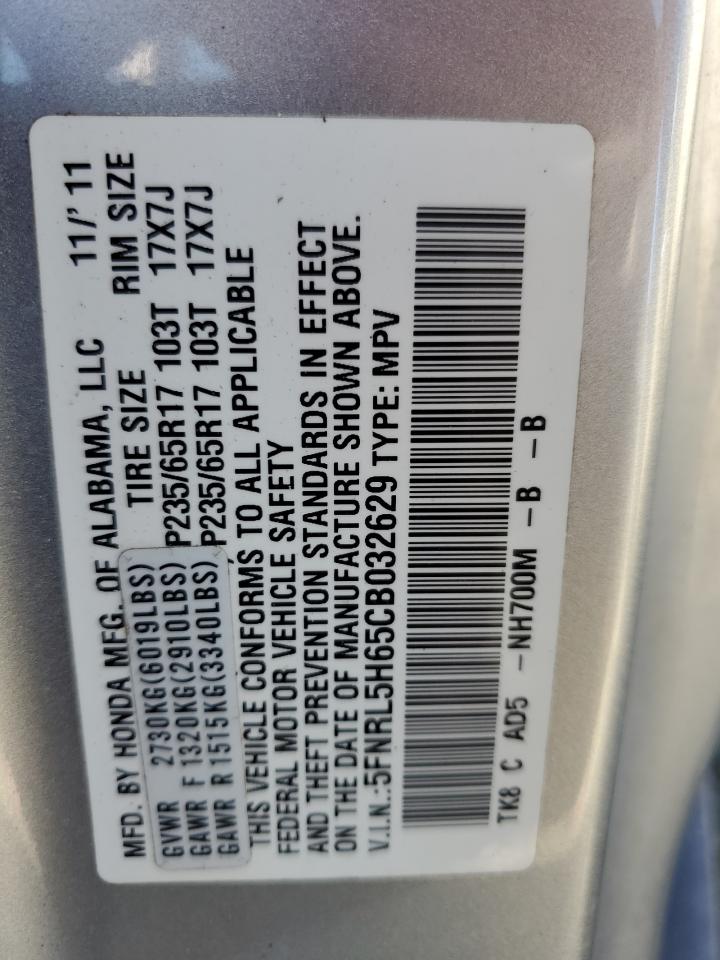 MFD. BY HONDA MFG. OF ALABAMA, LLC 11/' 11
TIRE SIZE RIM SIZE
GVWR 2730KG(6019LBS)
GAWR F 1320KG(2910LBS) P235/65R17 103T 17X7J
GAWR R 1515KG(3340LBS) P235/65R17 103T 17X7J
THIS VEHICLE CONFORMS TO ALL APPLICABLE
FEDERAL MOTOR VEHICLE SAFETY
AND THEFT PREVENTION STANDARDS IN EFFECT
ON THE DATE OF MANUFACTURE SHOWN ABOVE.
V.I.N.:5FNRL5H65CB032629 TYPE: MPV
TK8 C AD5 -NH700M -B -B